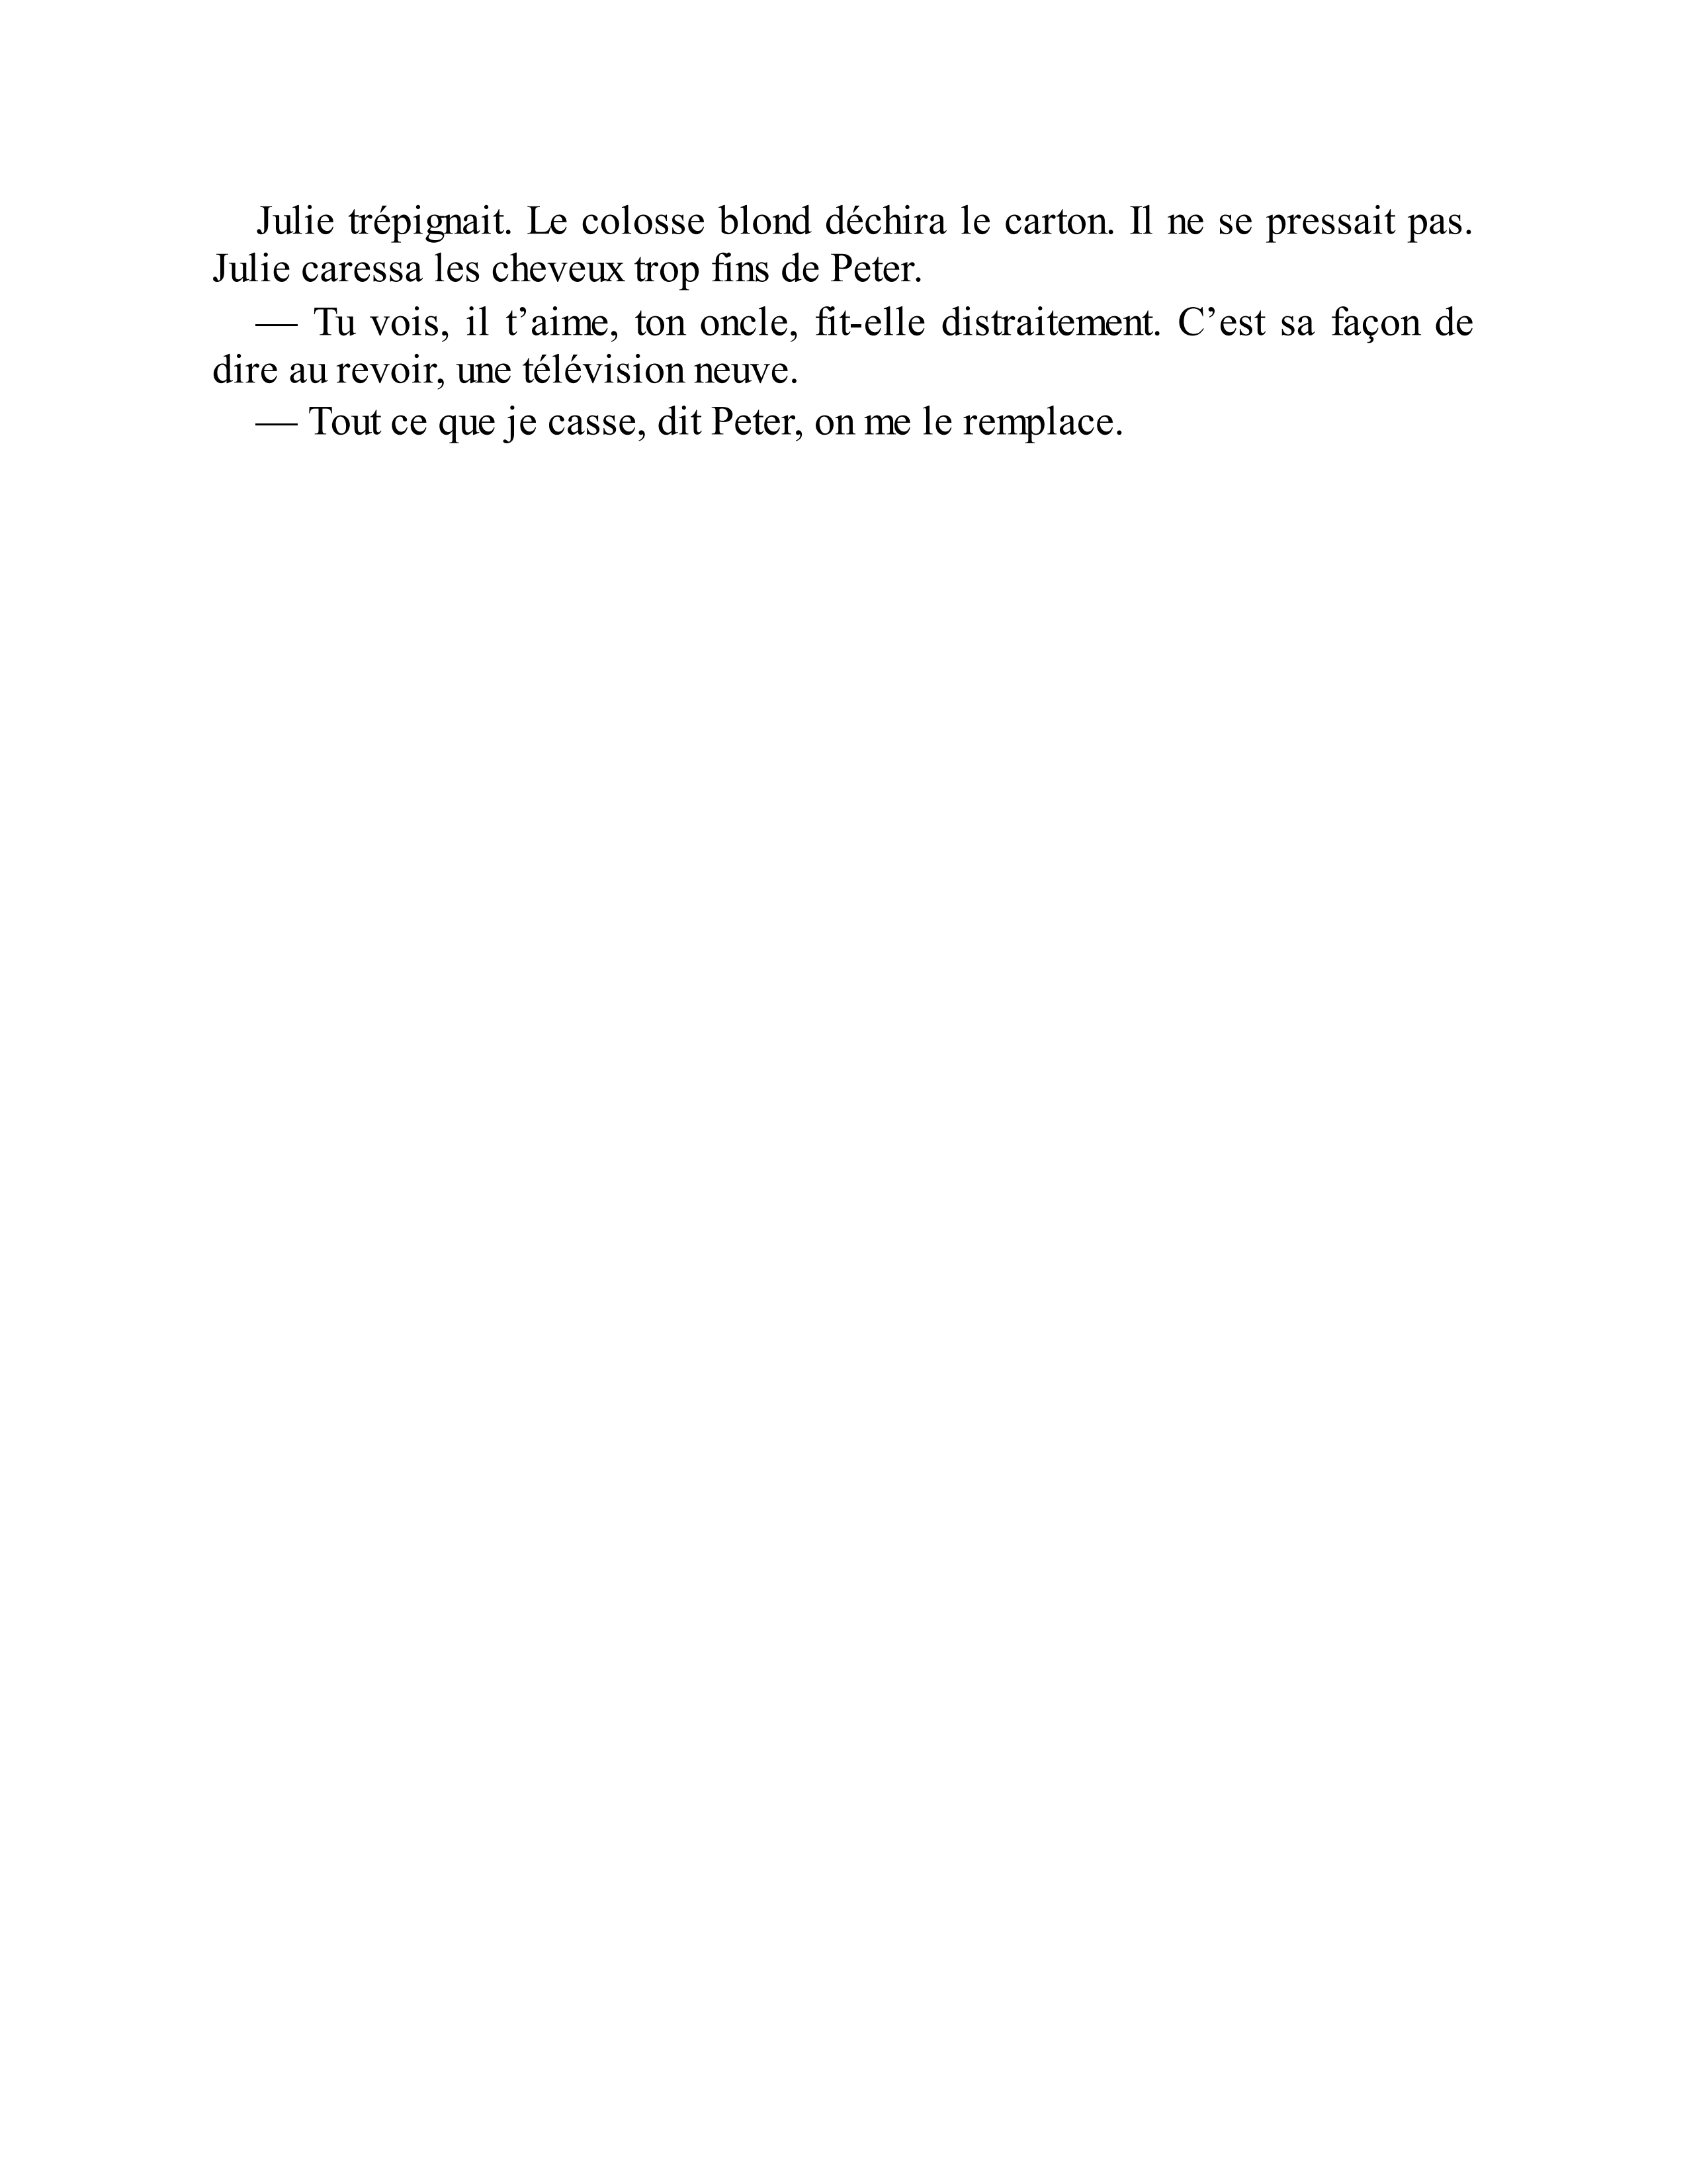 Julie trépignait. Le colosse blond déchira le carton. Il ne se pressait pas.
Julie caressa les cheveux trop fins de Peter.
— Tu vois, il t’aime, ton oncle, fit-elle distraitement. C’est sa façon de
dire au revoir, une télévision neuve.
— Tout ce que je casse, dit Peter, on me le remplace.